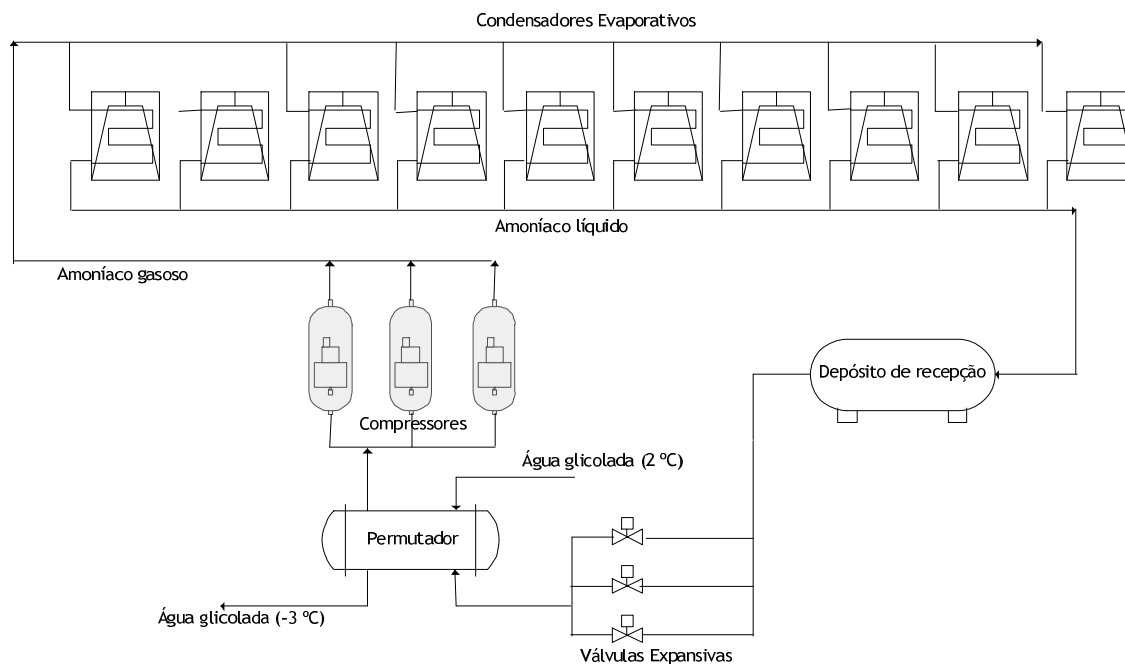 Condensadores Evaporativos
Amoníaco líquido
Amoníaco gasoso
Depósito de recepção
Compressores
Água glicolada (2 ºC)
Permutador
Água glicolada (-3 ºC)
Válvulas Expansivas